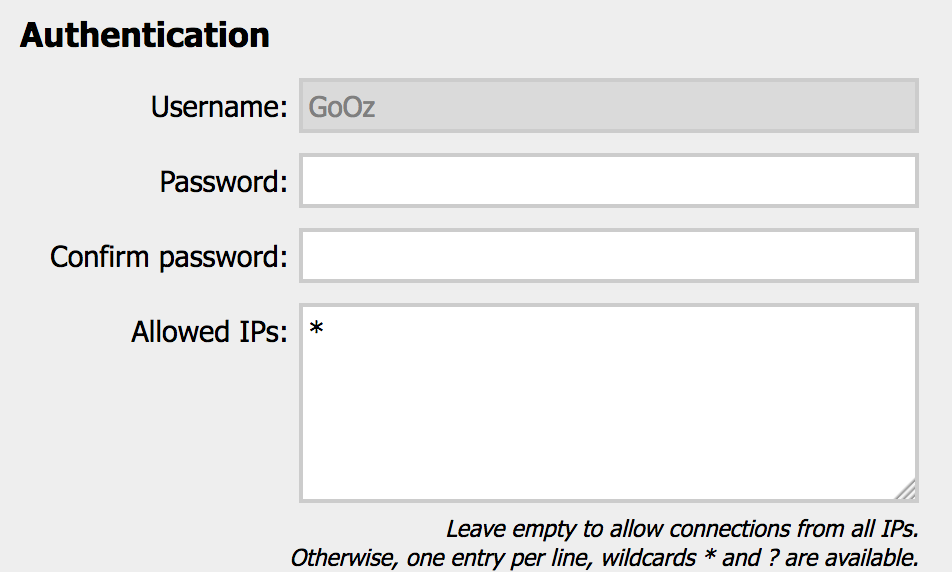 Authentication
Username: GoOz
Password:
Confirm password:
Allowed IPs: *
Leave empty to allow connections from all IPs.
Otherwise, one entry per line, wildcards * and ? are available.